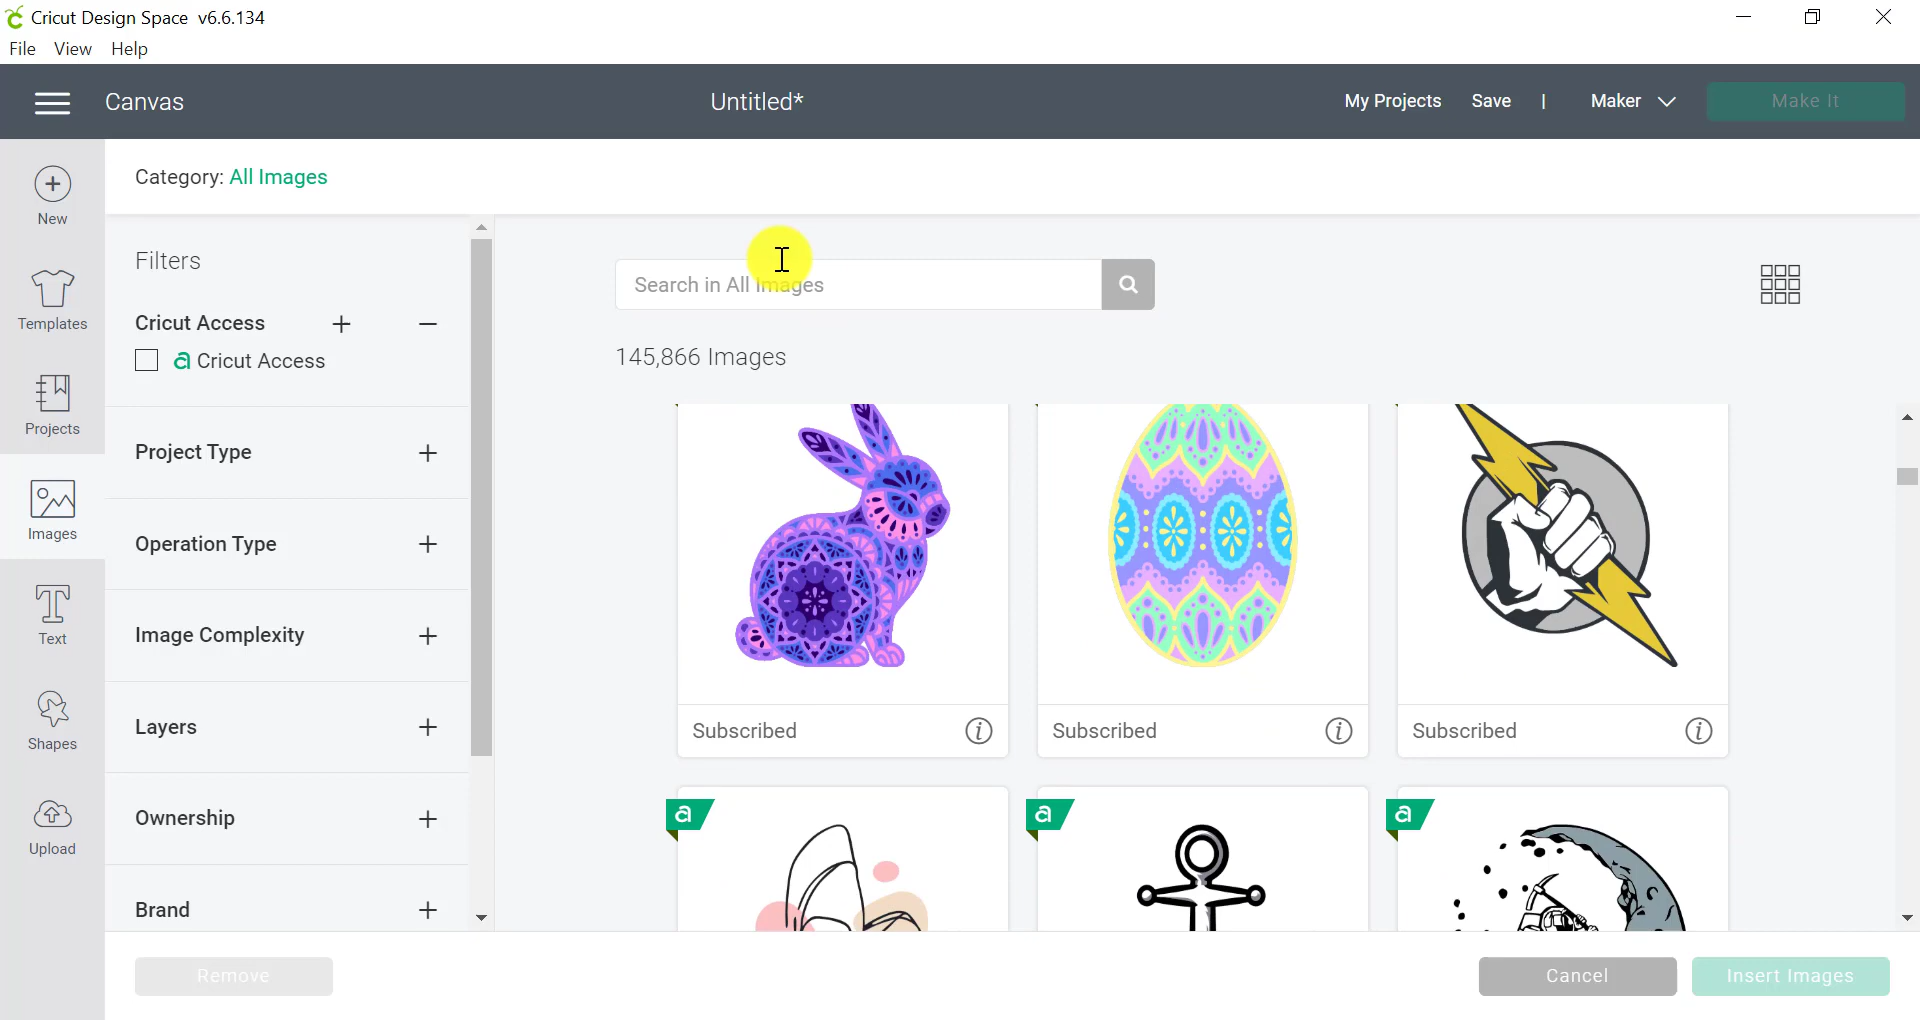 Cricut Design Space v6.6.134
File View Help
Canvas Untitled* My Projects Save | Maker Make It
New
Templates
Projects
Images
Text
Shapes
Upload
Category: All Images
Filters
Cricut Access
a Cricut Access
Project Type
Operation Type
Image Complexity
Layers
Ownership
Brand
Search in All Images
145,866 Images
Subscribed
Subscribed
Subscribed
a
a
a
Remove
Cancel
Insert Images